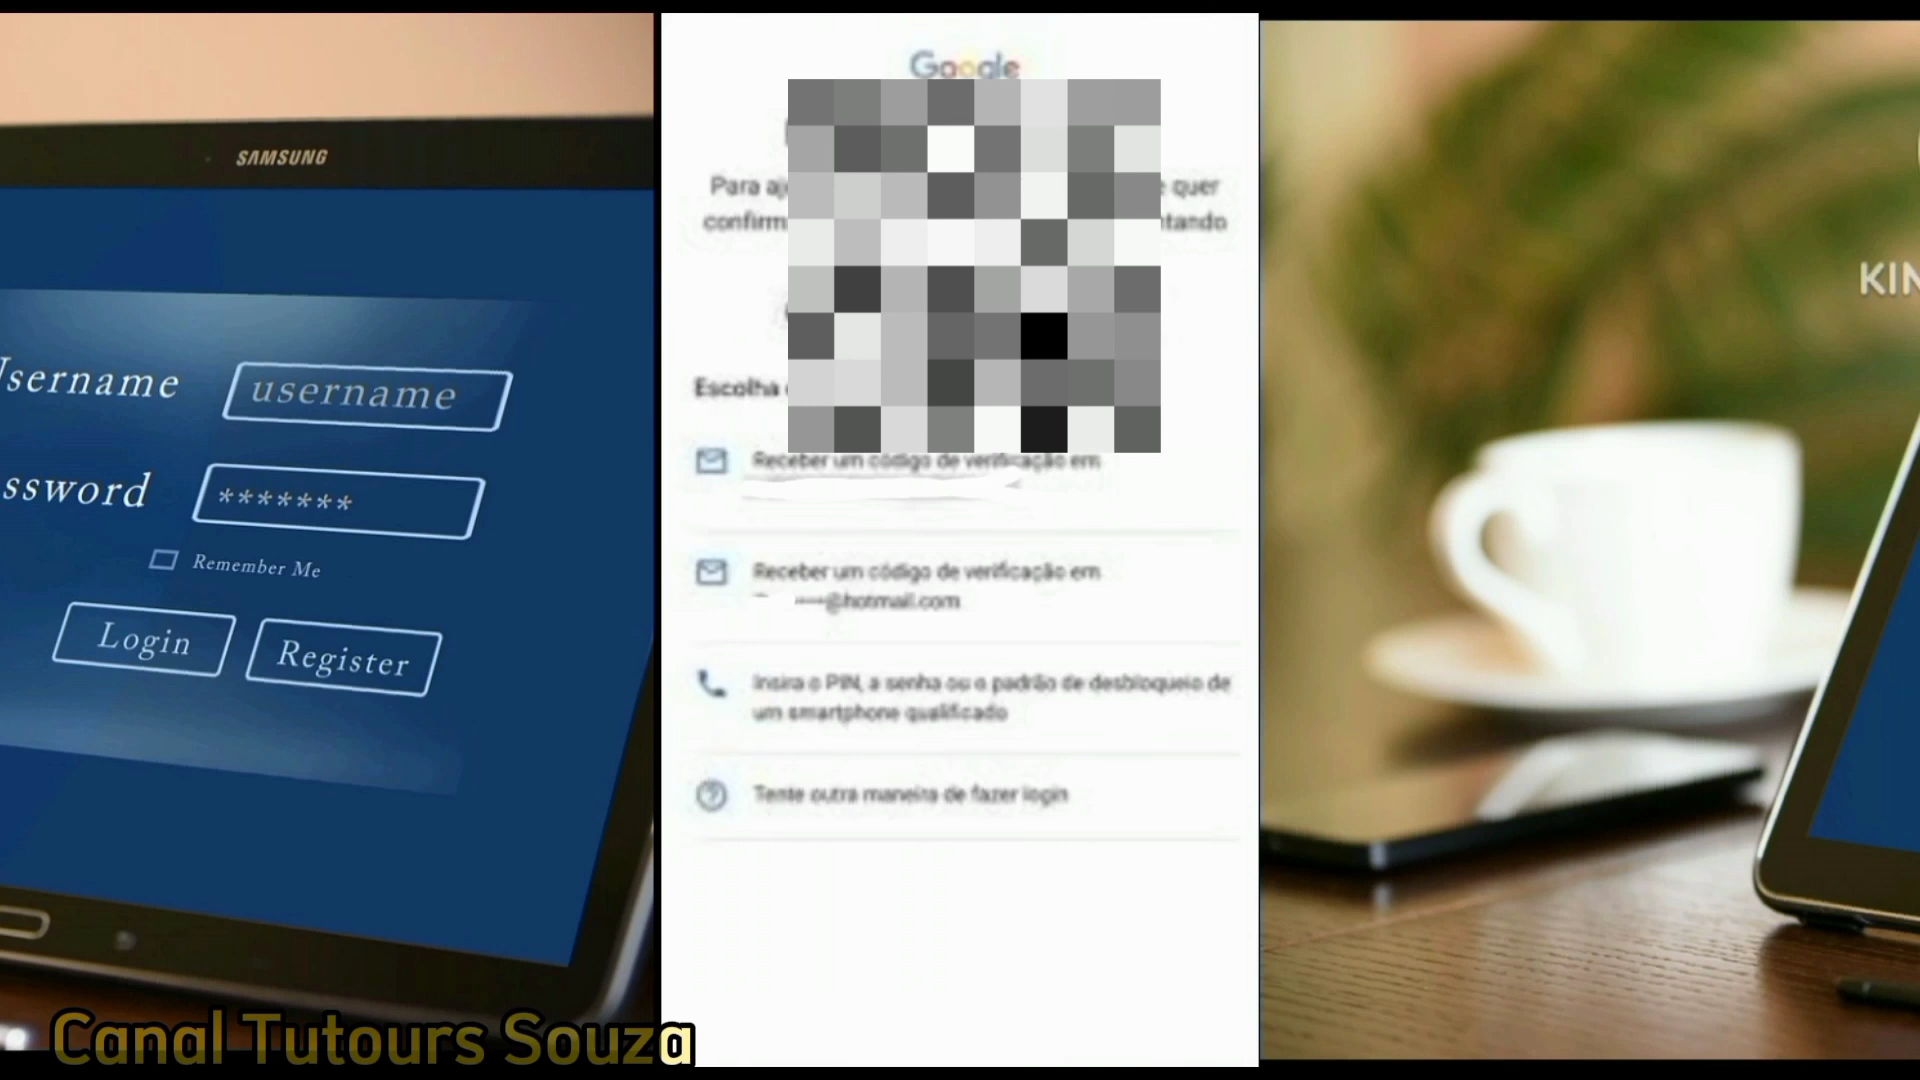 SAMSUNG
Username
username
ssword
*******
Remember Me
Login
Register
Google
Para
quer
Escolha
Receber um código de verificação em
Receber um código de verificação em
@hotmail.com
Insira o PIN, a senha ou o padrão de desbloqueio de
um smartphone qualificado
Tente outra maneira de fazer login
KIN
Canal Tutours Souza